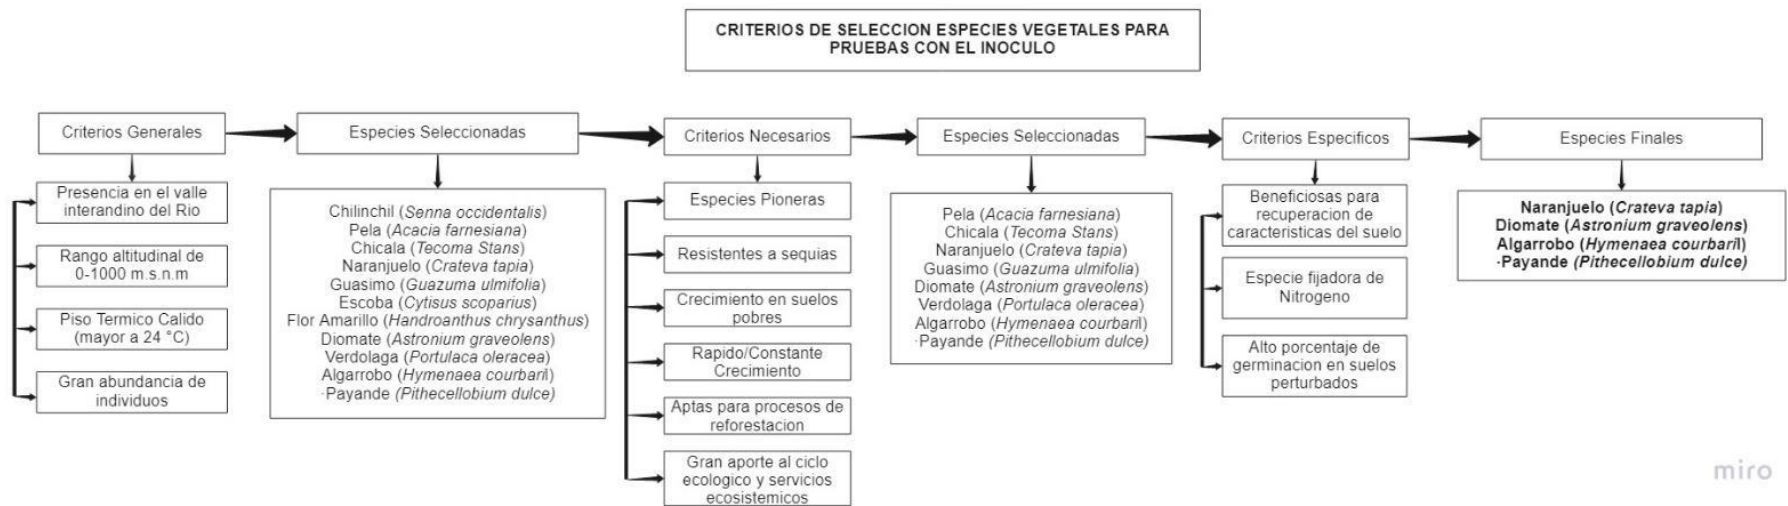 CRITERIOS DE SELECCION ESPECIES VEGETALES PARA
PRUEBAS CON EL INOCULO
Criterios Generales
Presencia en el valle
interandino del Rio
Rango altitudinal de
0-1000 m.s.n.m
Piso Termico Calido
(mayor a 24 °C)
Gran abundancia de
individuos
Especies Seleccionadas
Chilinchil (Senna occidentalis)
Pela (Acacia farnesiana)
Chicala (Tecoma Stans)
Naranjuelo (Crateva tapia)
Guasimo (Guazuma ulmifolia)
Escoba (Cytisus scoparius)
Flor Amarillo (Handroanthus chrysanthus)
Diomate (Astronium graveolens)
Verdolaga (Portulaca oleracea)
Algarrobo (Hymenaea courbaril)
·Payande (Pithecellobium dulce)
Criterios Necesarios
Especies Pioneras
Resistentes a sequias
Crecimiento en suelos
pobres
Rapido/Constante
Crecimiento
Aptas para procesos de
reforestacion
Gran aporte al ciclo
ecologico y servicios
ecosistemicos
Especies Seleccionadas
Pela (Acacia farnesiana)
Chicala (Tecoma Stans)
Naranjuelo (Crateva tapia)
Guasimo (Guazuma ulmifolia)
Diomate (Astronium graveolens)
Verdolaga (Portulaca oleracea)
Algarrobo (Hymenaea courbaril)
·Payande (Pithecellobium dulce)
Criterios Especificos
Beneficiosas para
recuperacion de
caracteristicas del suelo
Especie fijadora de
Nitrogeno
Alto porcentaje de
germinacion en suelos
perturbados
Especies Finales
Naranjuelo (Crateva tapia)
Diomate (Astronium graveolens)
Algarrobo (Hymenaea courbaril)
·Payande (Pithecellobium dulce)
miro